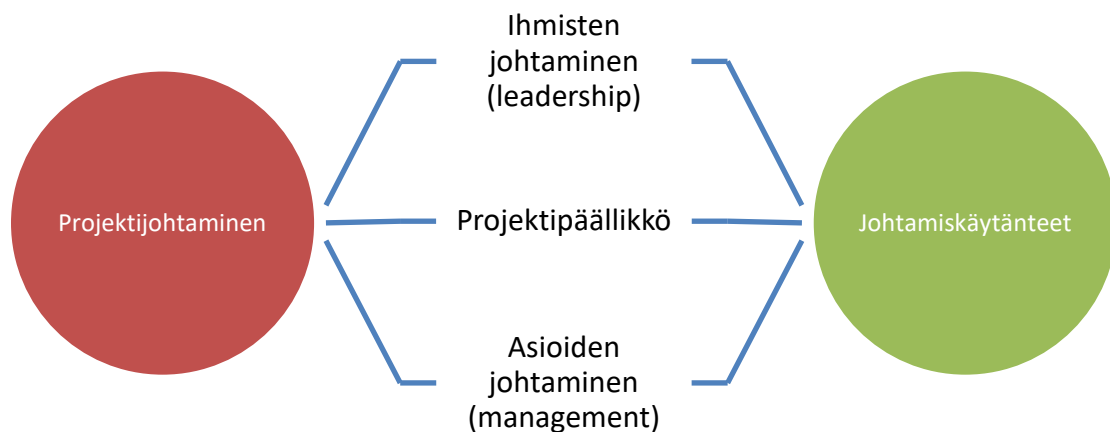 Ihmisten
johtaminen
(leadership)
Projektijohtaminen
Projektipäällikkö
Johtamiskäytänteet
Asioiden
johtaminen
(management)